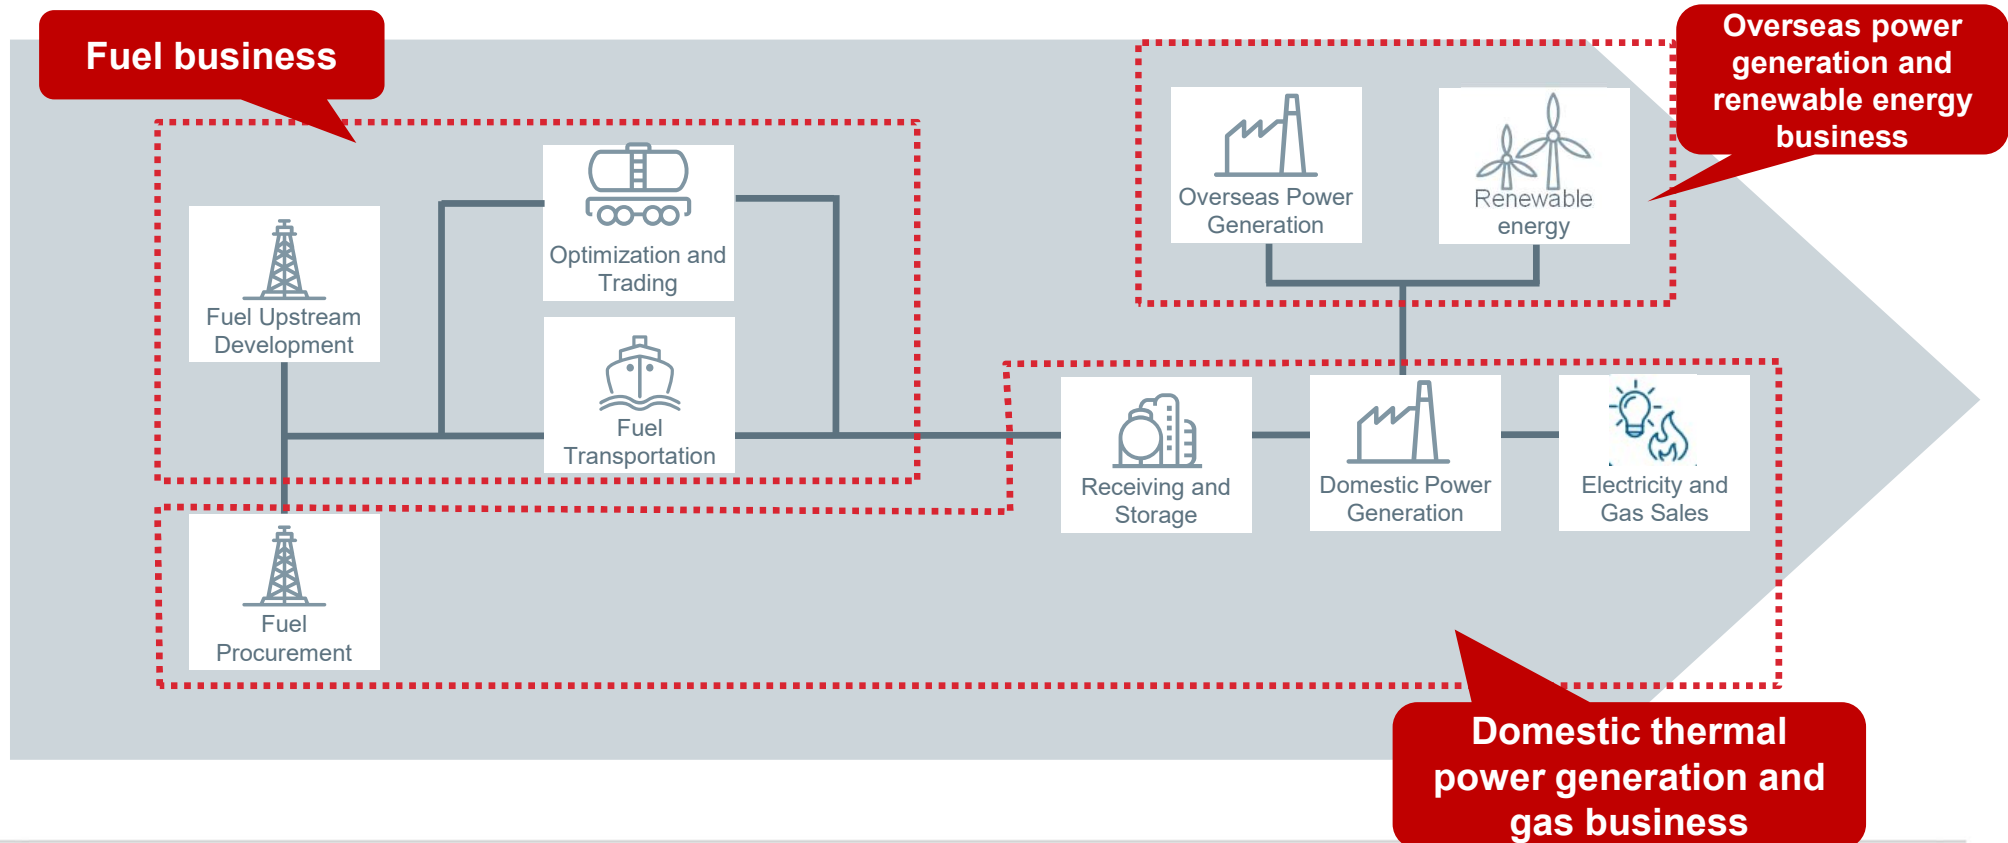 Fuel business
Overseas power
generation and
renewable energy
business
Overseas Power
Generation
Renewable
energy
Optimization and
Trading
Fuel Upstream
Development
Fuel
Transportation
Receiving and
Storage
Domestic Power
Generation
Electricity and
Gas Sales
Fuel
Procurement
Domestic thermal
power generation and
gas business